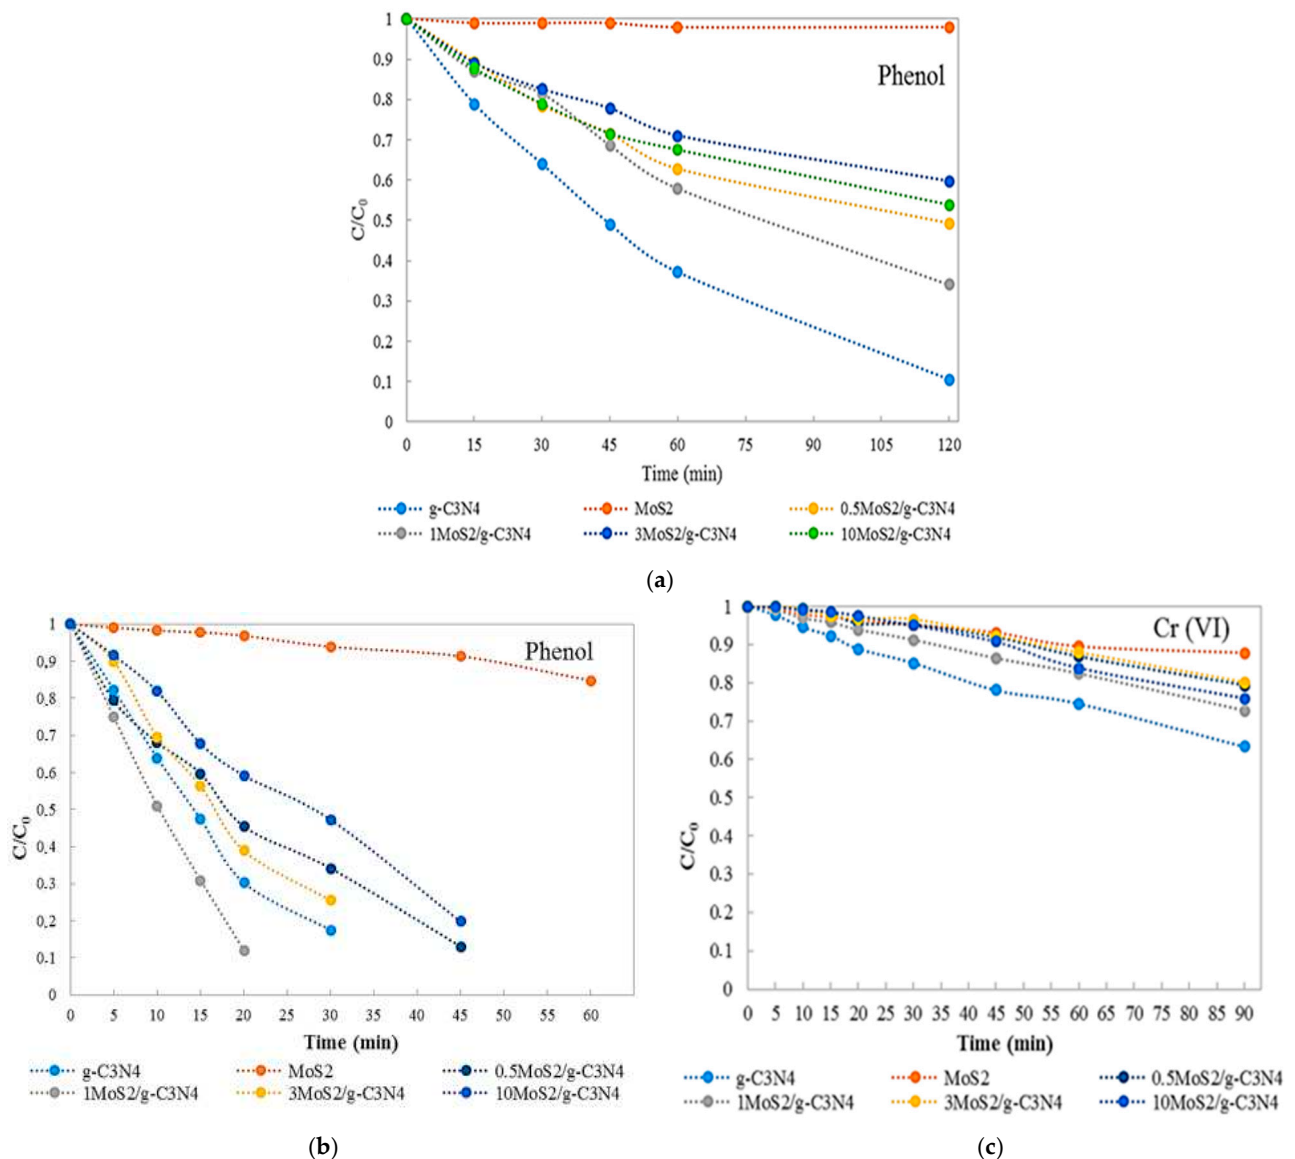 1
0.9
0.8
0.7
0.6
0.5
0.4
0.3
0.2
0.1
0
C/C0
Phenol
0 15 30 45 60 75 90 105 120
Time (min)
g-C3N4 MoS2 0.5MoS2/g-C3N4
1MoS2/g-C3N4 3MoS2/g-C3N4 10MoS2/g-C3N4
(a)
1
0.9
0.8
0.7
0.6
0.5
0.4
0.3
0.2
0.1
0
C/C0
Phenol
0 5 10 15 20 25 30 35 40 45 50 55 60
Time (min)
g-C3N4 MoS2 0.5MoS2/g-C3N4
1MoS2/g-C3N4 3MoS2/g-C3N4 10MoS2/g-C3N4
(b)
1
0.9
0.8
0.7
0.6
0.5
0.4
0.3
0.2
0.1
0
C/C0
Cr (VI)
0 5 10 15 20 25 30 35 40 45 50 55 60 65 70 75 80 85 90
Time (min)
g-C3N4 MoS2 0.5MoS2/g-C3N4
1MoS2/g-C3N4 3MoS2/g-C3N4 10MoS2/g-C3N4
(c)